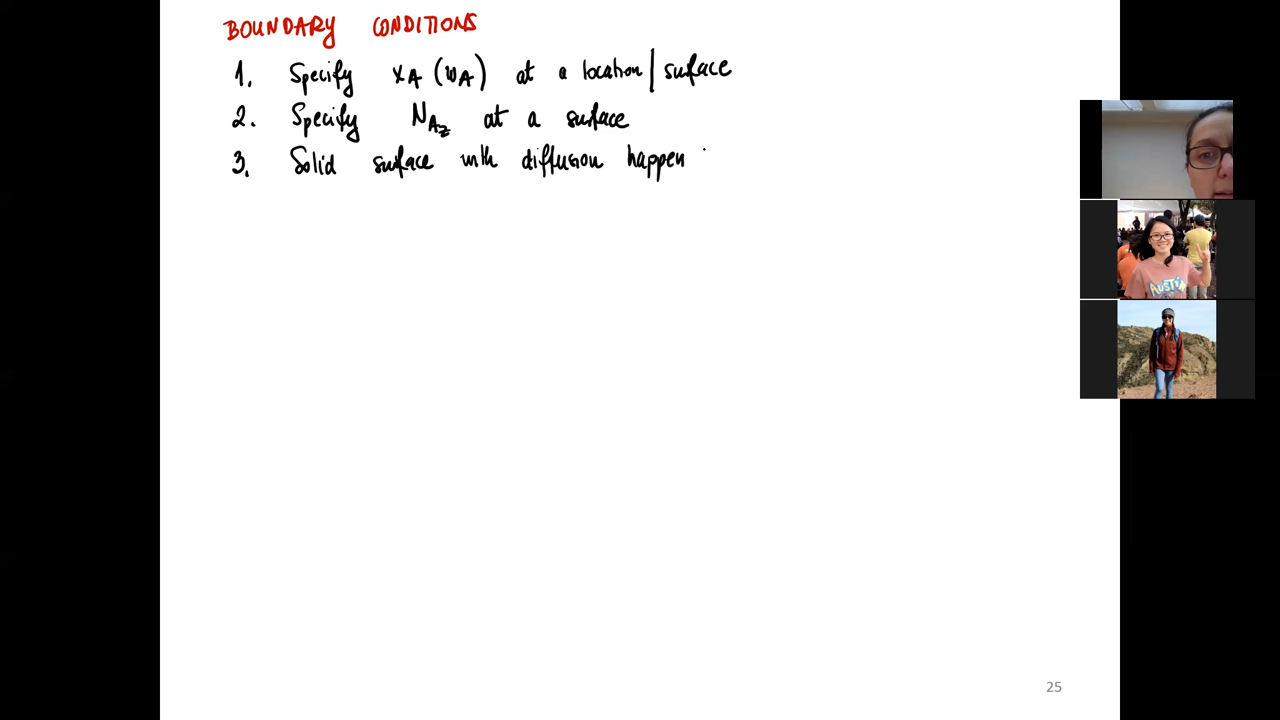 BOUNDARY CONDITIONS
1. Specify xA (ωA) at a location/surface
2. Specify NAz at a surface
3. Solid surface with diffusion happen
AUSTIN
25